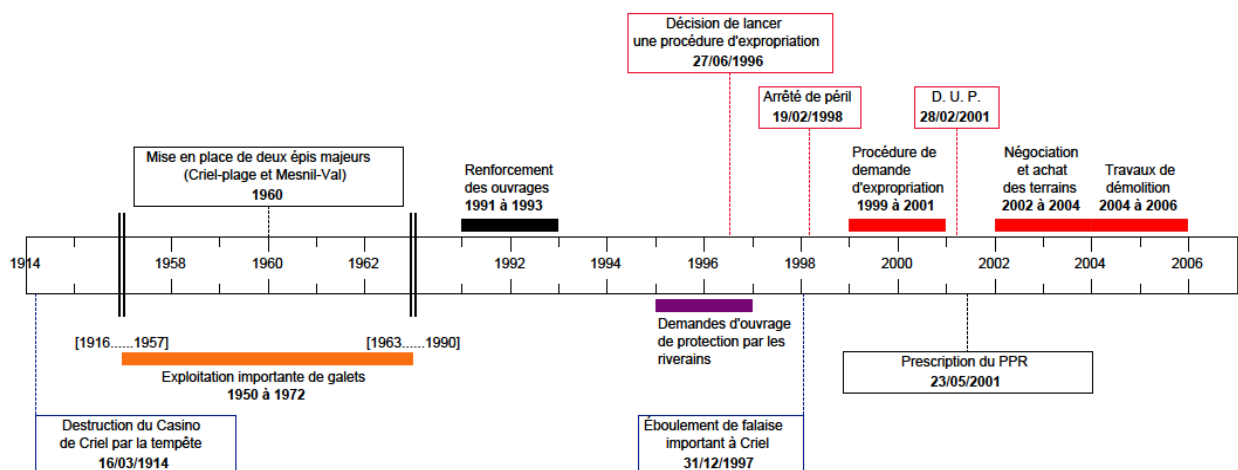 Décision de lancer
une procédure d'expropriation
27/06/1996
Arrêté de péril
19/02/1998
D. U. P.
28/02/2001
Mise en place de deux épis majeurs
(Criel-plage et Mesnil-Val)
1960
Renforcement
des ouvrages
1991 à 1993
Procédure de
demande
d'expropriation
1999 à 2001
Négociation
et achat
des terrains
2002 à 2004
Travaux de
démolition
2004 à 2006
1914 1958 1960 1962 1992 1994 1996 1998 2000 2002 2004 2006
[1916......1957] [1963......1990]
Exploitation importante de galets
1950 à 1972
Demandes d'ouvrage
de protection par les
riverains
Prescription du PPR
23/05/2001
Destruction du Casino
de Criel par la tempête
16/03/1914
Éboulement de falaise
important à Criel
31/12/1997